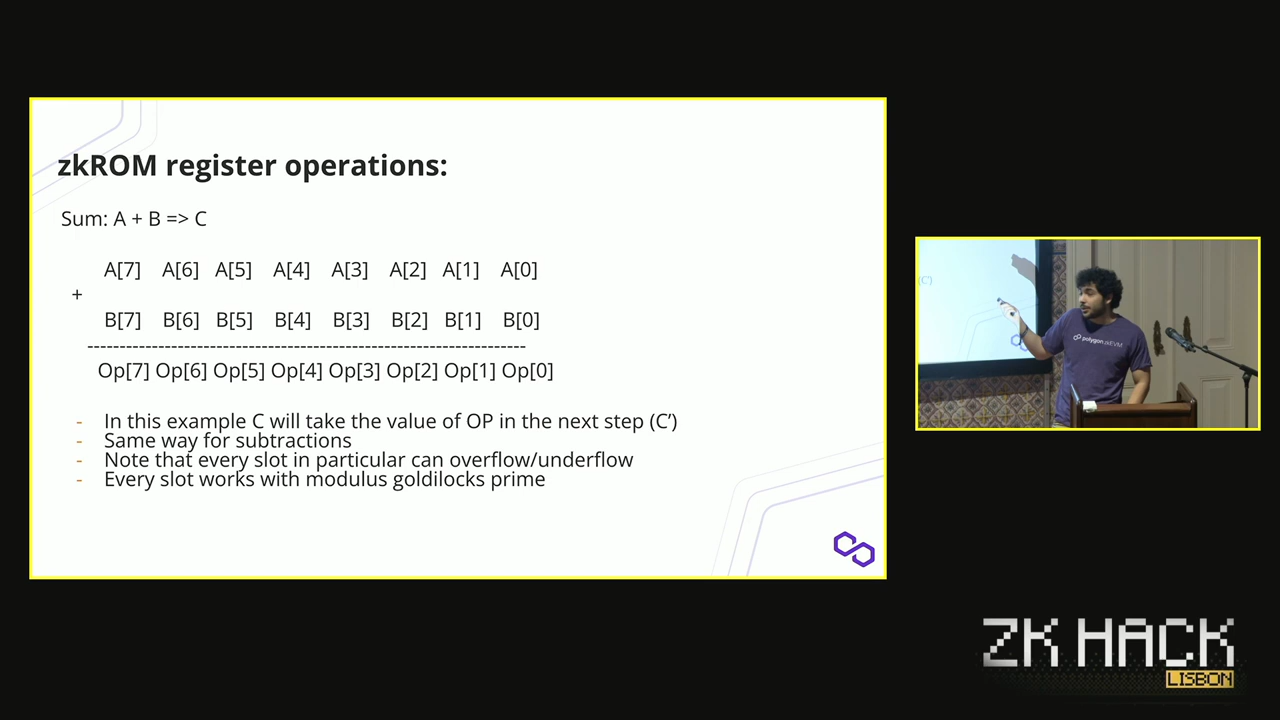 zkROM register operations:
Sum: A + B => C
A[7] A[6] A[5] A[4] A[3] A[2] A[1] A[0]
+
B[7] B[6] B[5] B[4] B[3] B[2] B[1] B[0]
--------------------------------------------------------------------
Op[7] Op[6] Op[5] Op[4] Op[3] Op[2] Op[1] Op[0]
- In this example C will take the value of OP in the next step (C’)
- Same way for subtractions
- Note that every slot in particular can overflow/underflow
- Every slot works with modulus goldilocks prime
(C’)
polygon zkEVM
ZK HACK
LISBON